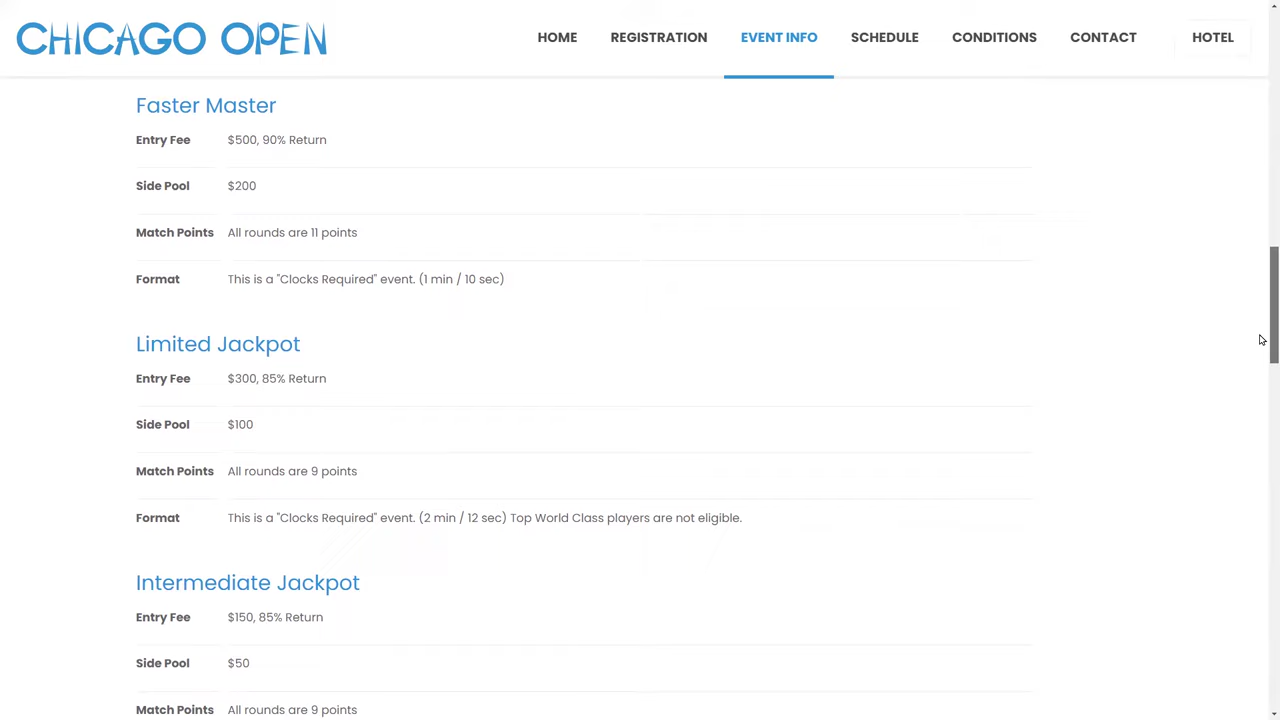 CHICAGO OPEN
HOME REGISTRATION EVENT INFO SCHEDULE CONDITIONS CONTACT HOTEL
Faster Master
Entry Fee $500, 90% Return
Side Pool $200
Match Points All rounds are 11 points
Format This is a "Clocks Required" event. (1 min / 10 sec)
Limited Jackpot
Entry Fee $300, 85% Return
Side Pool $100
Match Points All rounds are 9 points
Format This is a "Clocks Required" event. (2 min / 12 sec) Top World Class players are not eligible.
Intermediate Jackpot
Entry Fee $150, 85% Return
Side Pool $50
Match Points All rounds are 9 points